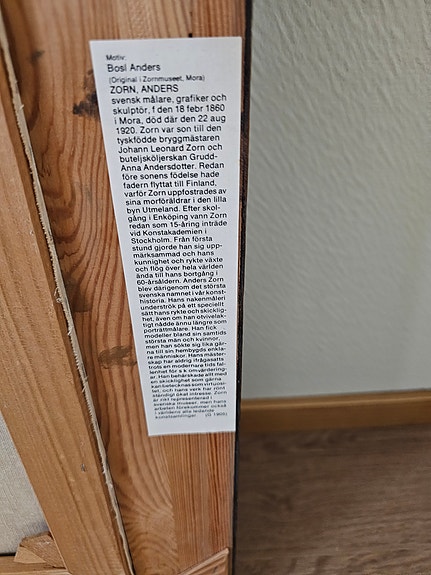 Motiv:
Bosl Anders
(Original i Zornmuseet, Mora)
ZORN, ANDERS
svensk målare, grafiker och
skulptör, f den 18 febr 1860
i Mora, död där den 22 aug
1920. Zorn var son till den
tyskfödde bryggmästaren
Johann Leonard Zorn och
buteljsköljerskan Grudd-
Anna Andersdotter. Redan
före sonens födelse hade
fadern flyttat till Finland,
varför Zorn uppfostrades av
sina morföräldrar i den lilla
byn Utmeland. Efter skol-
gång i Enköping vann Zorn
redan som 15-åring inträde
vid Konstakademien i
Stockholm. Från första
stund gjorde han sig upp-
märksammad och hans
kunnighet och rykte växte
och flög över hela världen
ända till hans bortgång i
60-årsåldern. Anders Zorn
blev därigenom det största
svenska namnet i vår konst-
historia. Hans nakenmåleri
underströk på ett speciellt
sätt hans rykte och skicklig-
het, även om han otvivelak-
tigt nådde ännu längre som
porträttmålare. Han fick
modeller bland sin samtids
största män och kvinnor,
men han sökte sig lika gär-
na till sin hembygds enkla-
re människor. Hans mäster-
skap har aldrig ifrågasatts
trots en modernare tids fal-
lenhet för s k omvärdering-
ar. Han behärskade allt med
en skicklighet som gärna
kan betecknas som virtuosi-
tet, och hans verk har rönt
ständigt ökat intresse. Zorn
är rikt representerad i
svenska museer, men hans
arbeten förekommer också
i världens alla ledande
konstsamlingar. (G 1905)